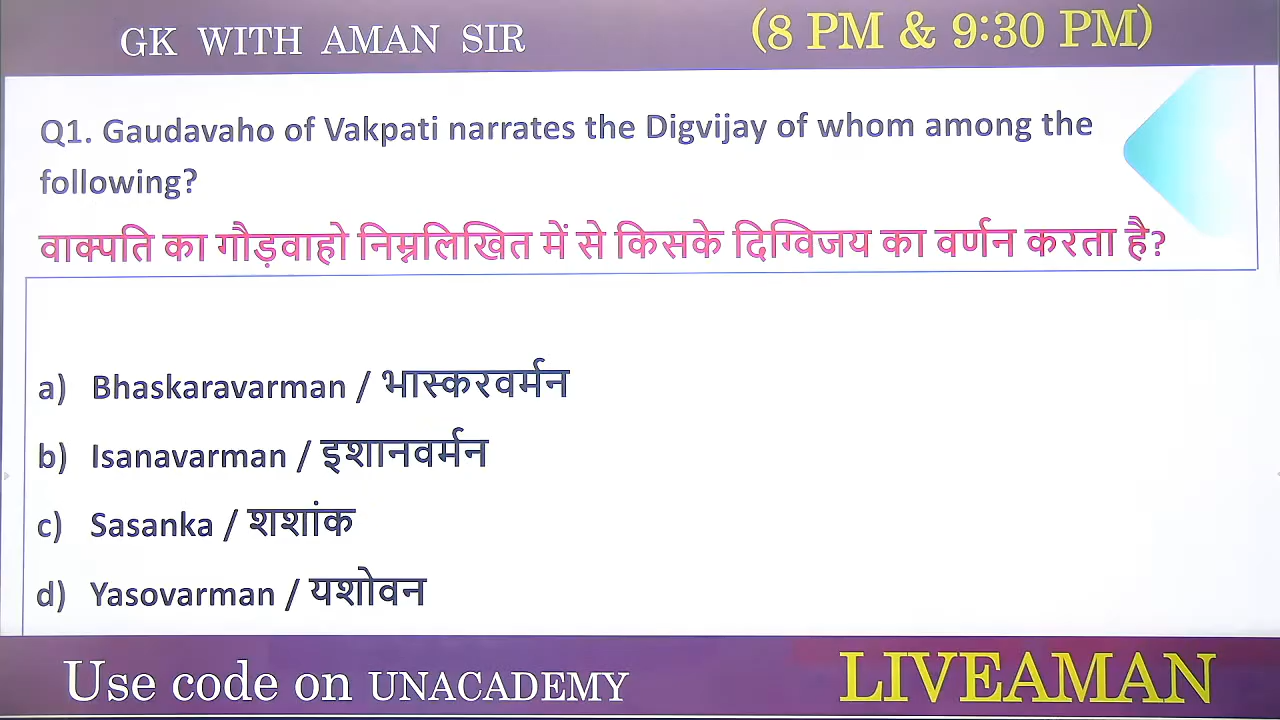 GK WITH AMAN SIR
(8 PM & 9:30 PM)
Q1. Gaudavaho of Vakpati narrates the Digvijay of whom among the
following?
वाक्पति का गौड़वाहो निम्नलिखित में से किसके दिग्विजय का वर्णन करता है?
a) Bhaskaravarman / भास्करवर्मन
b) Isanavarman / इशानवर्मन
c) Sasanka / शशांक
d) Yasovarman / यशोवन
Use code on UNACADEMY
LIVEAMAN